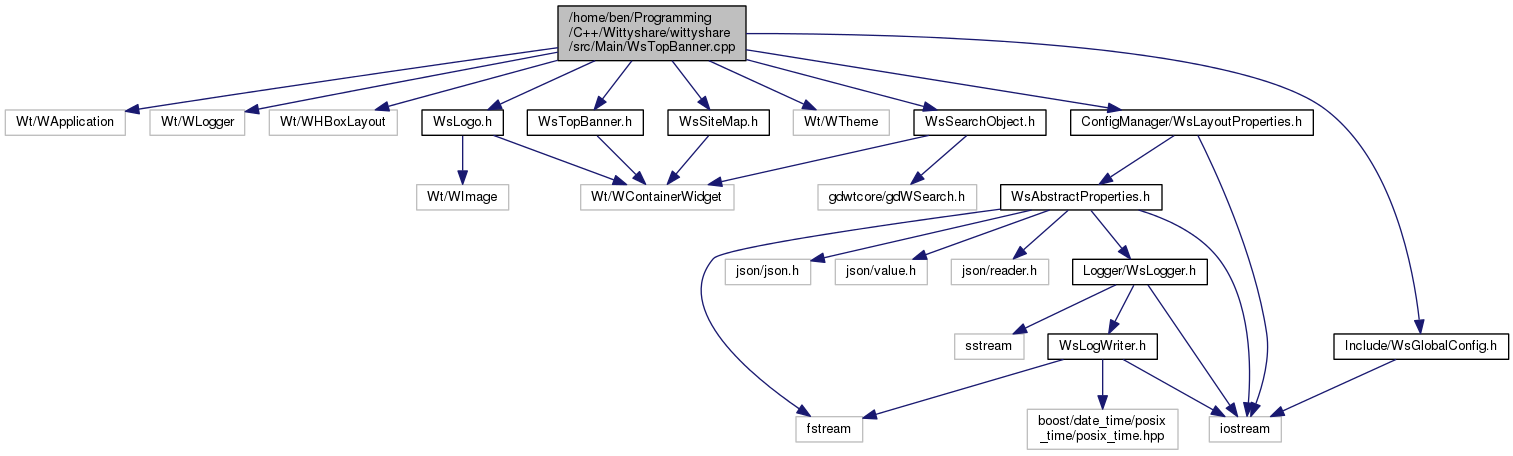 /home/ben/Programming
/C++/Wittyshare/wittyshare
/src/Main/WsTopBanner.cpp
Wt/WApplication
Wt/WLogger
Wt/WHBoxLayout
WsLogo.h
WsTopBanner.h
WsSiteMap.h
Wt/WTheme
WsSearchObject.h
ConfigManager/WsLayoutProperties.h
Wt/WImage
Wt/WContainerWidget
gdwtcore/gdWSearch.h
WsAbstractProperties.h
json/json.h
json/value.h
json/reader.h
Logger/WsLogger.h
sstream
WsLogWriter.h
Include/WsGlobalConfig.h
fstream
boost/date_time/posix
_time/posix_time.hpp
iostream